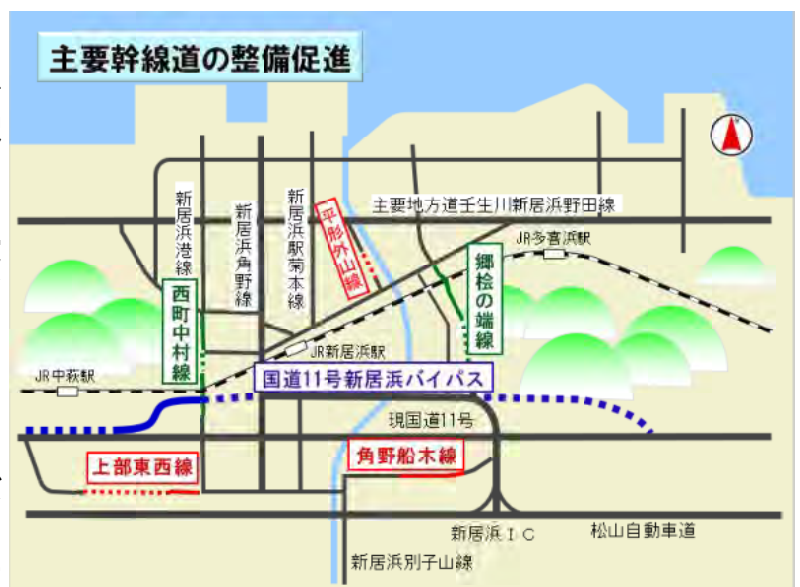 主要幹線道の整備促進
主要地方道壬生川新居浜野田線
新居浜港線
新居浜角野線
新居浜駅菊本線
平形外山線
JR多喜浜駅
郷桧の端線
西町中村線
JR新居浜駅
JR中萩駅
国道11号新居浜バイパス
現国道11号
上部東西線
角野船木線
新居浜IC
松山自動車道
新居浜別子山線